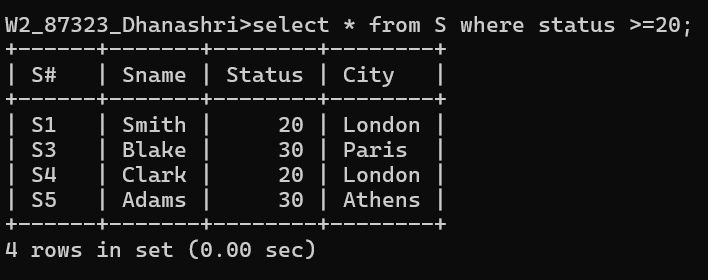 W2_87323_Dhanashri>select * from S where status >=20;
+------+-------+--------+--------+
| S#   | Sname | Status | City   |
+------+-------+--------+--------+
| S1   | Smith |     20 | London |
| S3   | Blake |     30 | Paris  |
| S4   | Clark |     20 | London |
| S5   | Adams |     30 | Athens |
+------+-------+--------+--------+
4 rows in set (0.00 sec)